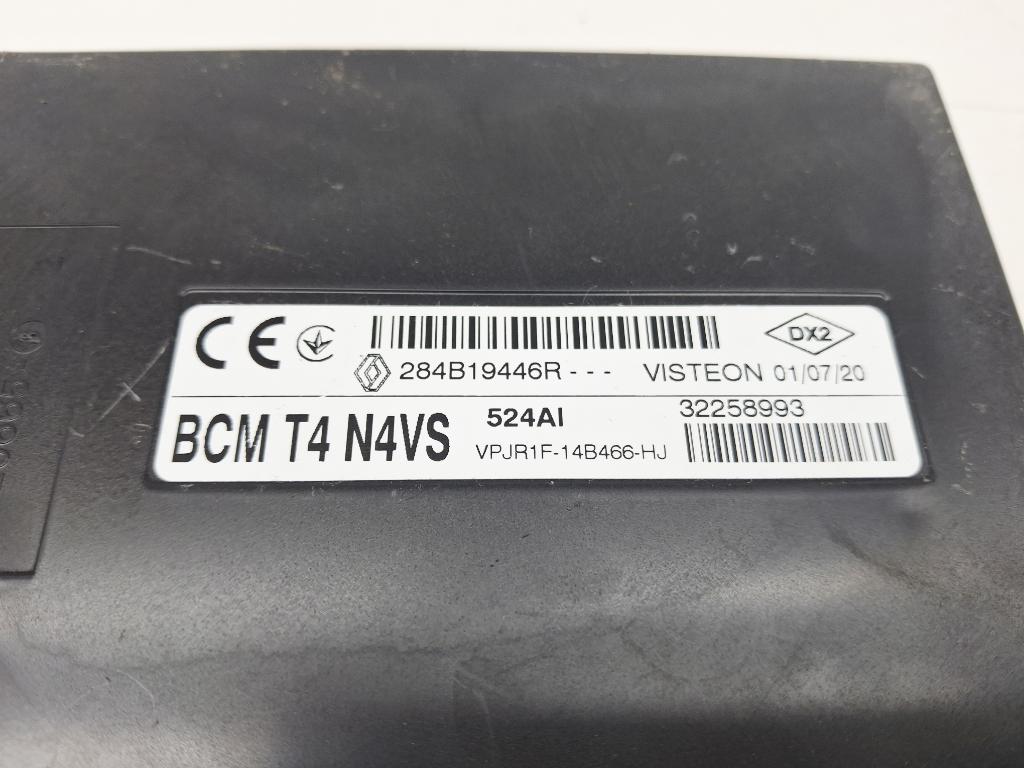 CE
DX2
284B19446R--- VISTEON 01/07/20
BCM T4 N4VS
524AI
32258993
VPJR1F-14B466-HJ